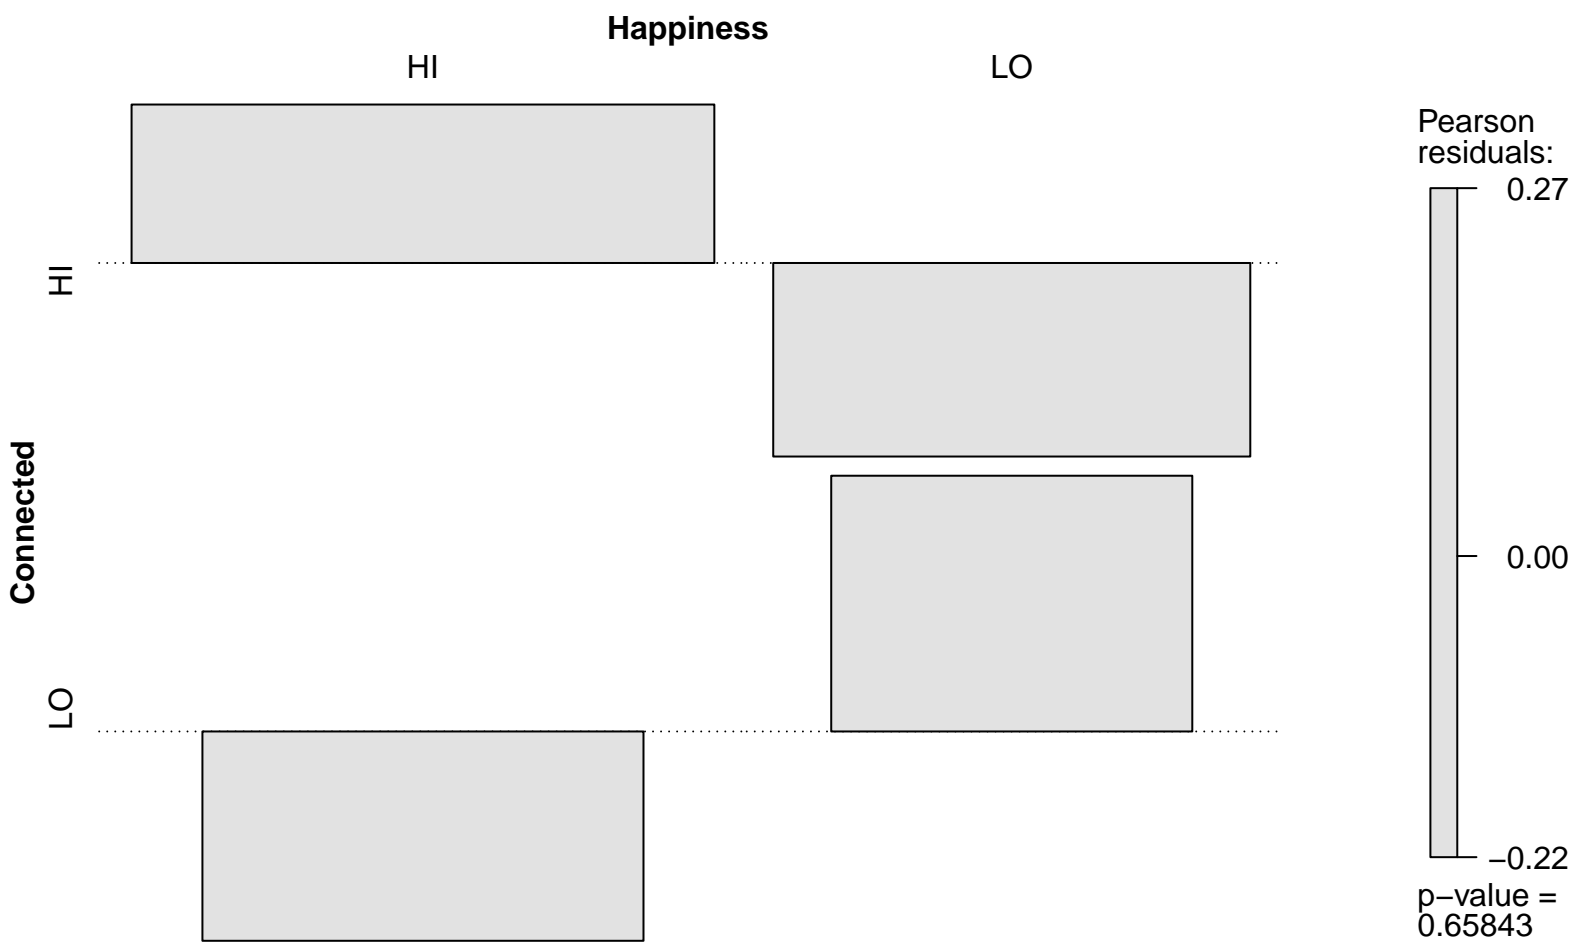 Happiness
HI
LO
HI
Connected
LO
Pearson
residuals:
0.27
0.00
−0.22
p−value =
0.65843